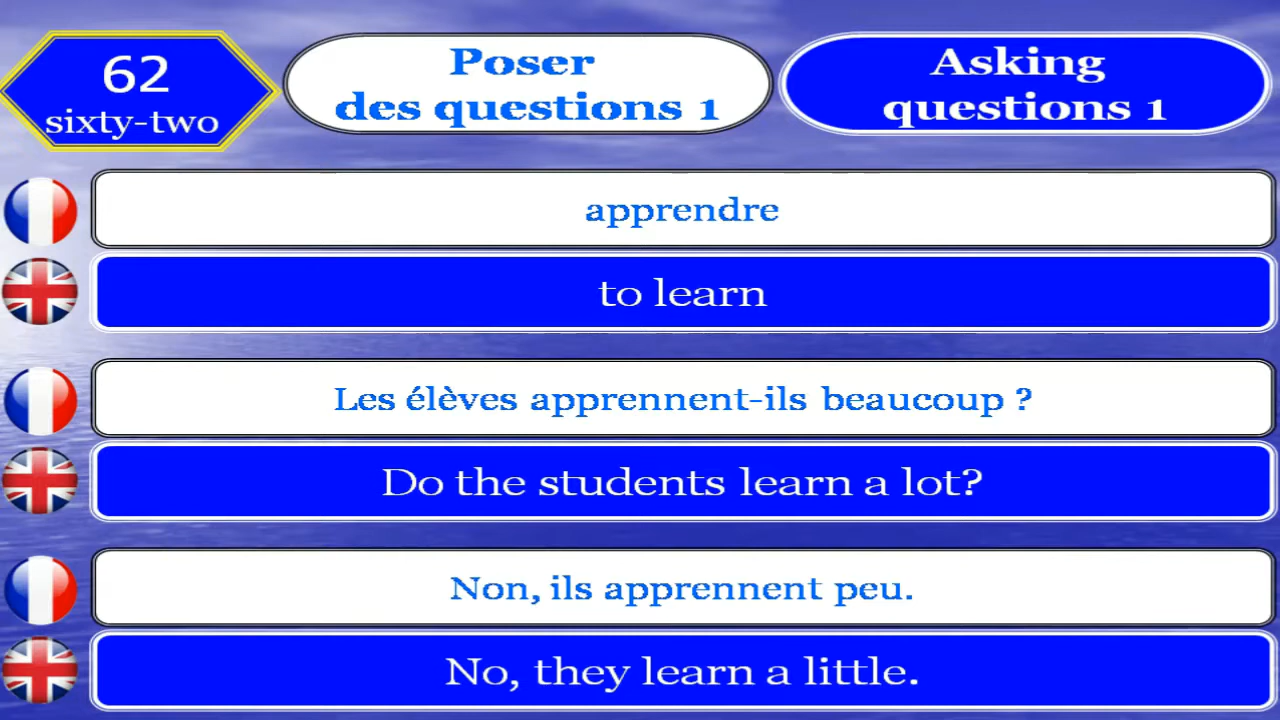 62
sixty-two
Poser
des questions 1
Asking
questions 1
apprendre
to learn
Les élèves apprennent-ils beaucoup ?
Do the students learn a lot?
Non, ils apprennent peu.
No, they learn a little.